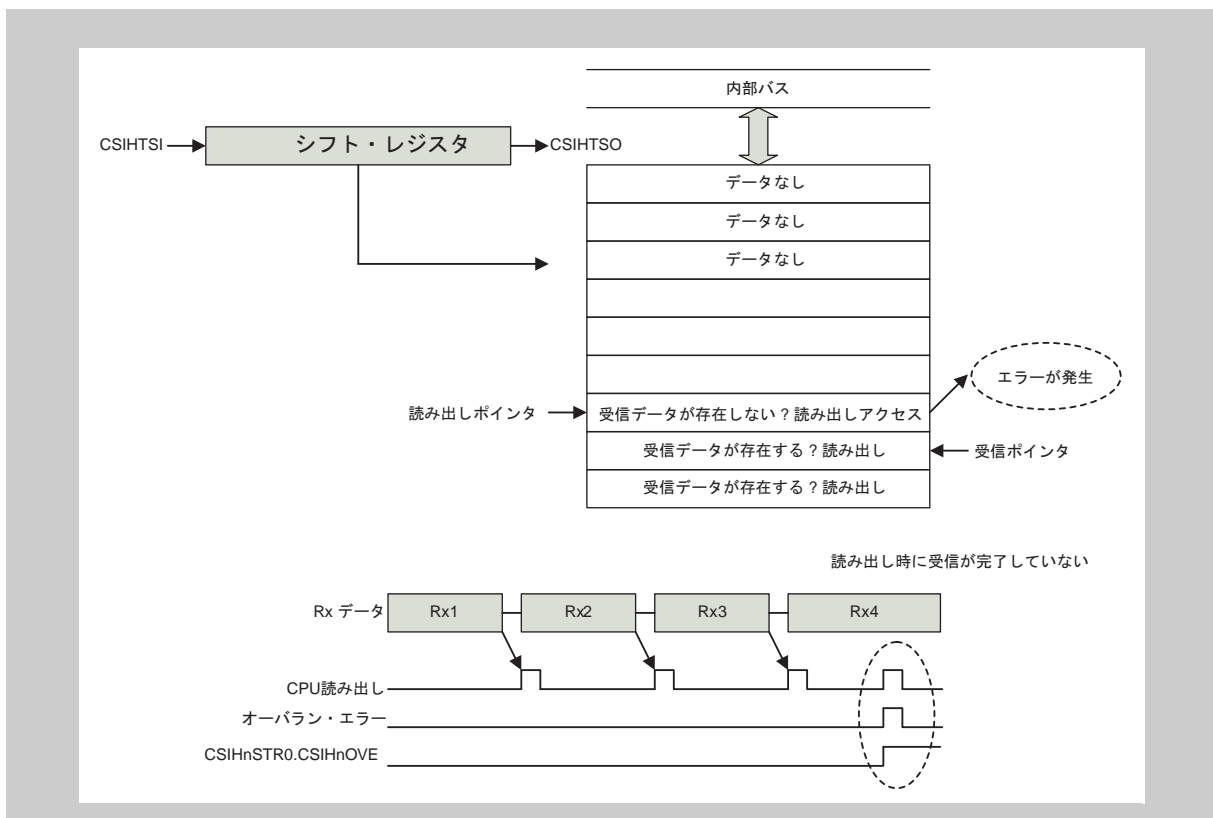 内部バス
CSIHTSI
シフト・レジスタ
CSIHTSO
データなし
データなし
データなし
エラーが発生
読み出しポインタ
受信データが存在しない？読み出しアクセス
受信データが存在する？読み出し
受信ポインタ
受信データが存在する？読み出し
読み出し時に受信が完了していない
Rx データ
Rx1
Rx2
Rx3
Rx4
CPU読み出し
オーバラン・エラー
CSIHnSTR0.CSIHnOVE